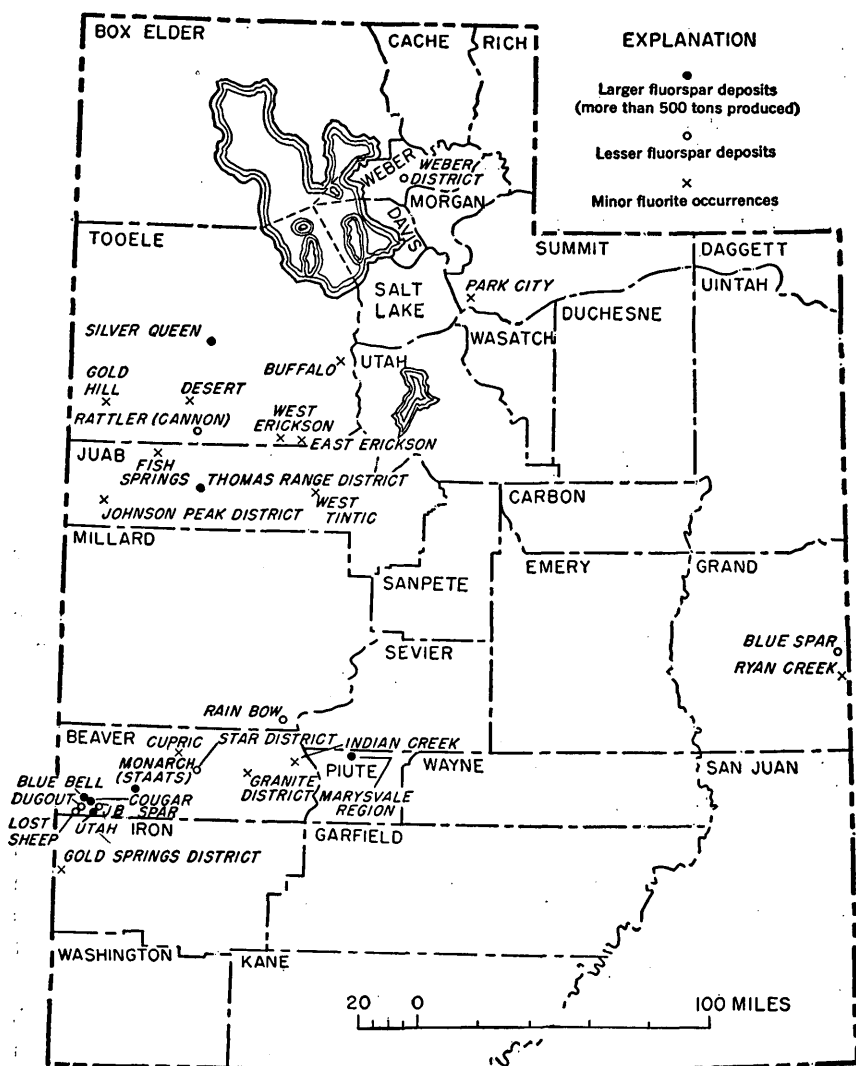 BOX ELDER
CACHE
RICH
EXPLANATION
Larger fluorspar deposits
(more than 500 tons produced)
Lesser fluorspar deposits
Minor fluorite occurrences
WEBER
WEBER
DISTRICT
MORGAN
DAVIS
TOOELE
SUMMIT
DAGGETT
UINTAH
SALT
LAKE
PARK CITY
DUCHESNE
WASATCH
SILVER QUEEN
UTAH
BUFFALO
GOLD
HILL
DESERT
RATTLER (CANNON)
WEST
ERICKSON
EAST ERICKSON
JUAB
FISH
SPRINGS
THOMAS RANGE DISTRICT
WEST
TINTIC
JOHNSON PEAK DISTRICT
CARBON
MILLARD
EMERY
GRAND
SANPETE
SEVIER
BLUE SPAR
RYAN CREEK
RAIN BOW
BEAVER
CUPRIC
STAR DISTRICT
INDIAN CREEK
MONARCH
(STAATS)
PIUTE
WAYNE
SAN JUAN
BLUE BELL
GRANITE
DISTRICT
MARYSVALE
REGION
DUGOUT
COUGAR
J.B. SPAR
LOST
SHEEP
UTAH
IRON
GARFIELD
GOLD SPRINGS DISTRICT
WASHINGTON
KANE
20 0 100 MILES